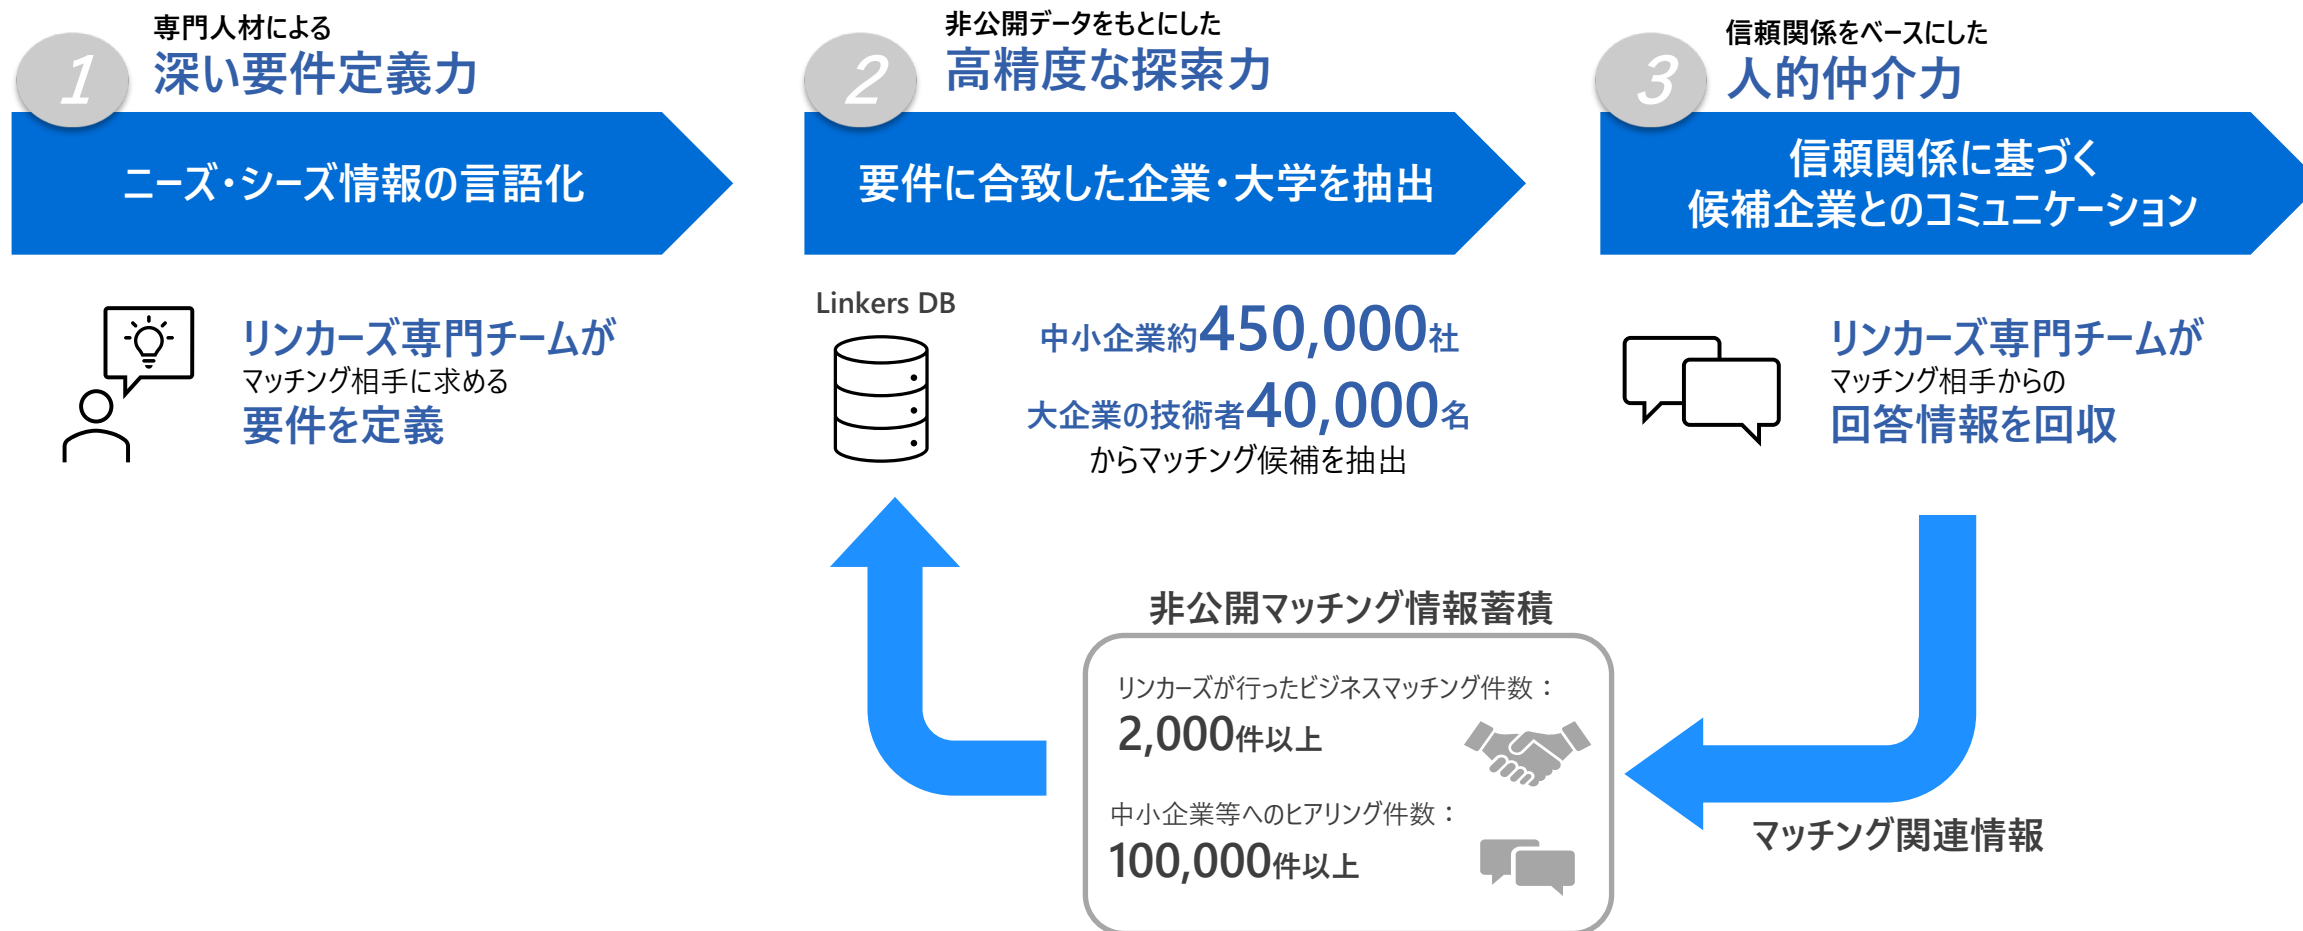 1
専門人材による
深い要件定義力
ニーズ・シーズ情報の言語化
リンカーズ専門チームが
マッチング相手に求める
要件を定義
2
非公開データをもとにした
高精度な探索力
要件に合致した企業・大学を抽出
Linkers DB
中小企業約450,000社
大企業の技術者40,000名
からマッチング候補を抽出
3
信頼関係をベースにした
人的仲介力
信頼関係に基づく
候補企業とのコミュニケーション
リンカーズ専門チームが
マッチング相手からの
回答情報を回収
非公開マッチング情報蓄積
リンカーズが行ったビジネスマッチング件数：
2,000件以上
中小企業等へのヒアリング件数：
100,000件以上
マッチング関連情報